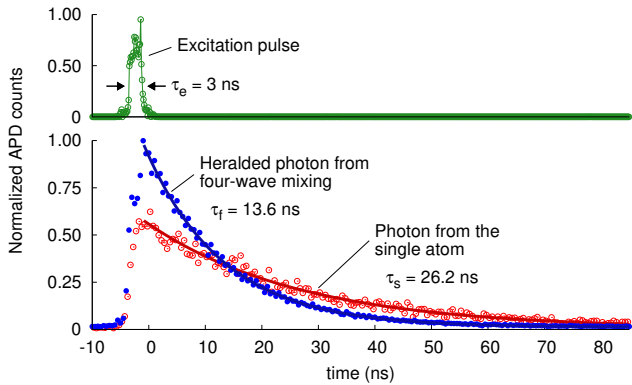 Normalized APD counts
1.00
0.50
0
Excitation pulse
τe = 3 ns
1.00
0.75
0.50
0.25
0
Heralded photon from
four-wave mixing
τf = 13.6 ns
Photon from the
single atom
τs = 26.2 ns
-10 0 10 20 30 40 50 60 70 80
time (ns)